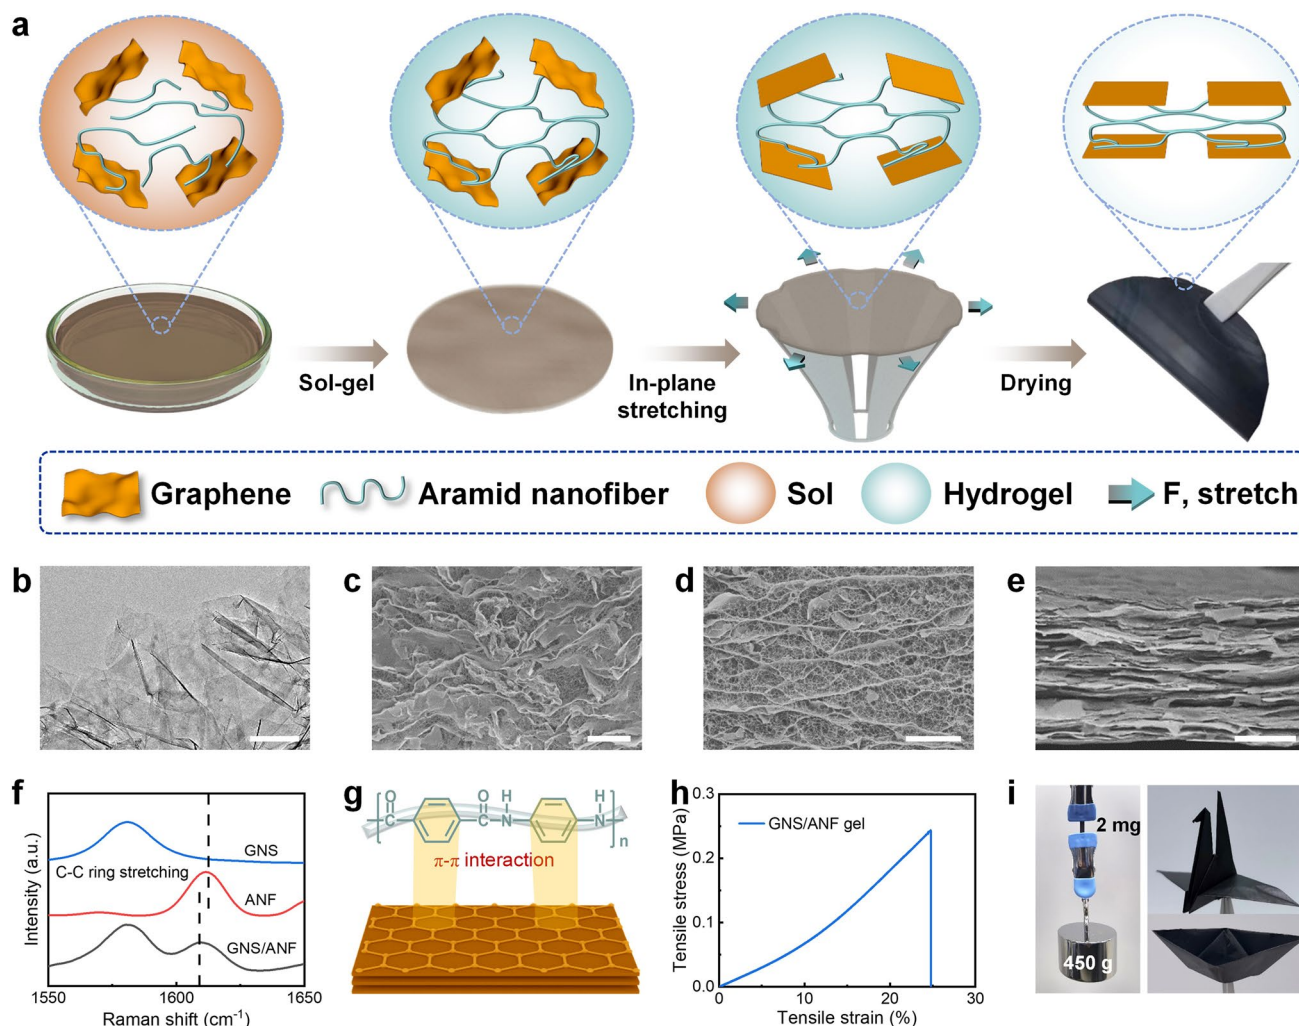 a
Sol-gel
In-plane
stretching
Drying
Graphene
Aramid nanofiber
Sol
Hydrogel
F, stretch
b
c
d
e
f
Intensity (a.u.)
C-C ring stretching
GNS
ANF
GNS/ANF
1550
1600
1650
Raman shift (cm⁻¹)
g
O
C
O
C
N
H
H
N
n
π-π interaction
h
Tensile stress (MPa)
0.3
0.2
0.1
0.0
GNS/ANF gel
0
10
20
30
Tensile strain (%)
i
2 mg
450 g